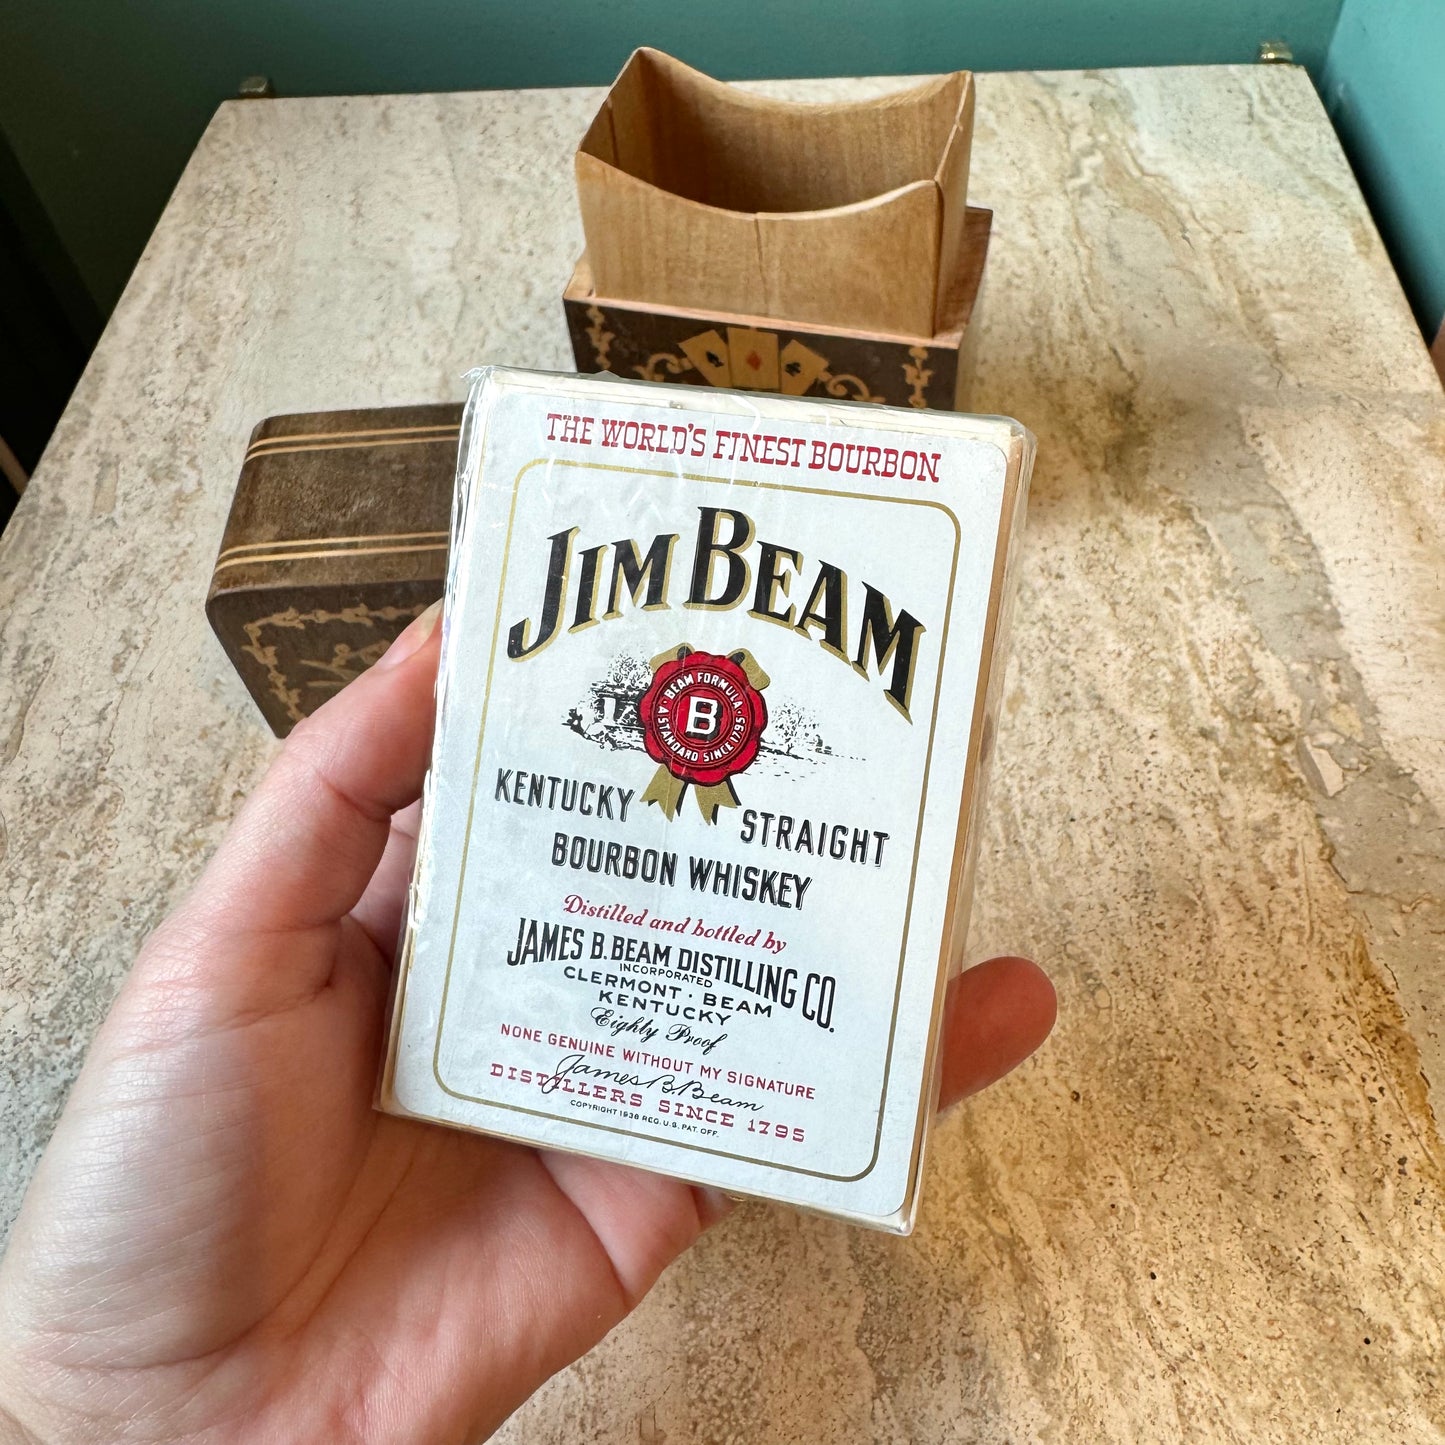 THE WORLD'S FINEST BOURBON
JIM BEAM
BEAM FORMULA
B
A STANDARD SINCE 1795
KENTUCKY STRAIGHT
BOURBON WHISKEY
Distilled and bottled by
JAMES B. BEAM DISTILLING CO.
INCORPORATED
CLERMONT · BEAM
KENTUCKY
Eighty Proof
NONE GENUINE WITHOUT MY SIGNATURE
James B. Beam
DISTILLERS SINCE 1795
COPYRIGHT 1936 REG. U.S. PAT. OFF.